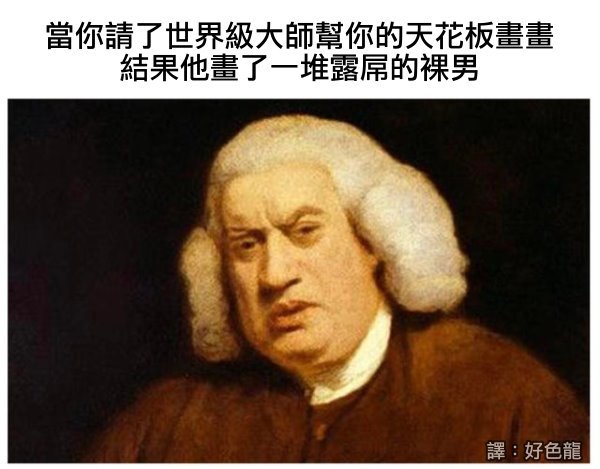 當你請了世界級大師幫你的天花板畫畫
結果他畫了一堆露屌的裸男
譯：好色龍